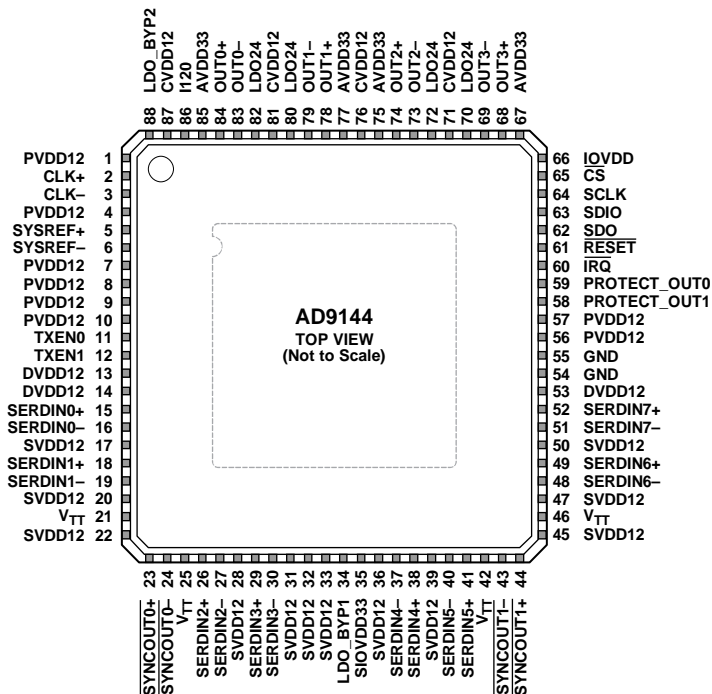 88 LDO_BYP2
87 CVDD12
86 I120
85 AVDD33
84 OUT0+
83 OUT0–
82 LDO24
81 CVDD12
80 LDO24
79 OUT1–
78 OUT1+
77 AVDD33
76 CVDD12
75 AVDD33
74 OUT2+
73 OUT2–
72 LDO24
71 CVDD12
70 LDO24
69 OUT3–
68 OUT3+
67 AVDD33
PVDD12 1
CLK+ 2
CLK– 3
PVDD12 4
SYSREF+ 5
SYSREF– 6
PVDD12 7
PVDD12 8
PVDD12 9
PVDD12 10
TXEN0 11
TXEN1 12
DVDD12 13
DVDD12 14
SERDIN0+ 15
SERDIN0– 16
SVDD12 17
SERDIN1+ 18
SERDIN1– 19
SVDD12 20
VTT 21
SVDD12 22
AD9144
TOP VIEW
(Not to Scale)
66 IOVDD
65 CS
64 SCLK
63 SDIO
62 SDO
61 RESET
60 IRQ
59 PROTECT_OUT0
58 PROTECT_OUT1
57 PVDD12
56 PVDD12
55 GND
54 GND
53 DVDD12
52 SERDIN7+
51 SERDIN7–
50 SVDD12
49 SERDIN6+
48 SERDIN6–
47 SVDD12
46 VTT
45 SVDD12
SYNCOUT0+ 23
SYNCOUT0– 24
VTT 25
SERDIN2+ 26
SERDIN2– 27
SVDD12 28
SERDIN3+ 29
SERDIN3– 30
SVDD12 31
SVDD12 32
SVDD12 33
LDO_BYP1 34
SIOVDD33 35
SVDD12 36
SERDIN4– 37
SERDIN4+ 38
SVDD12 39
SERDIN5– 40
SERDIN5+ 41
VTT 42
SYNCOUT1– 43
SYNCOUT1+ 44